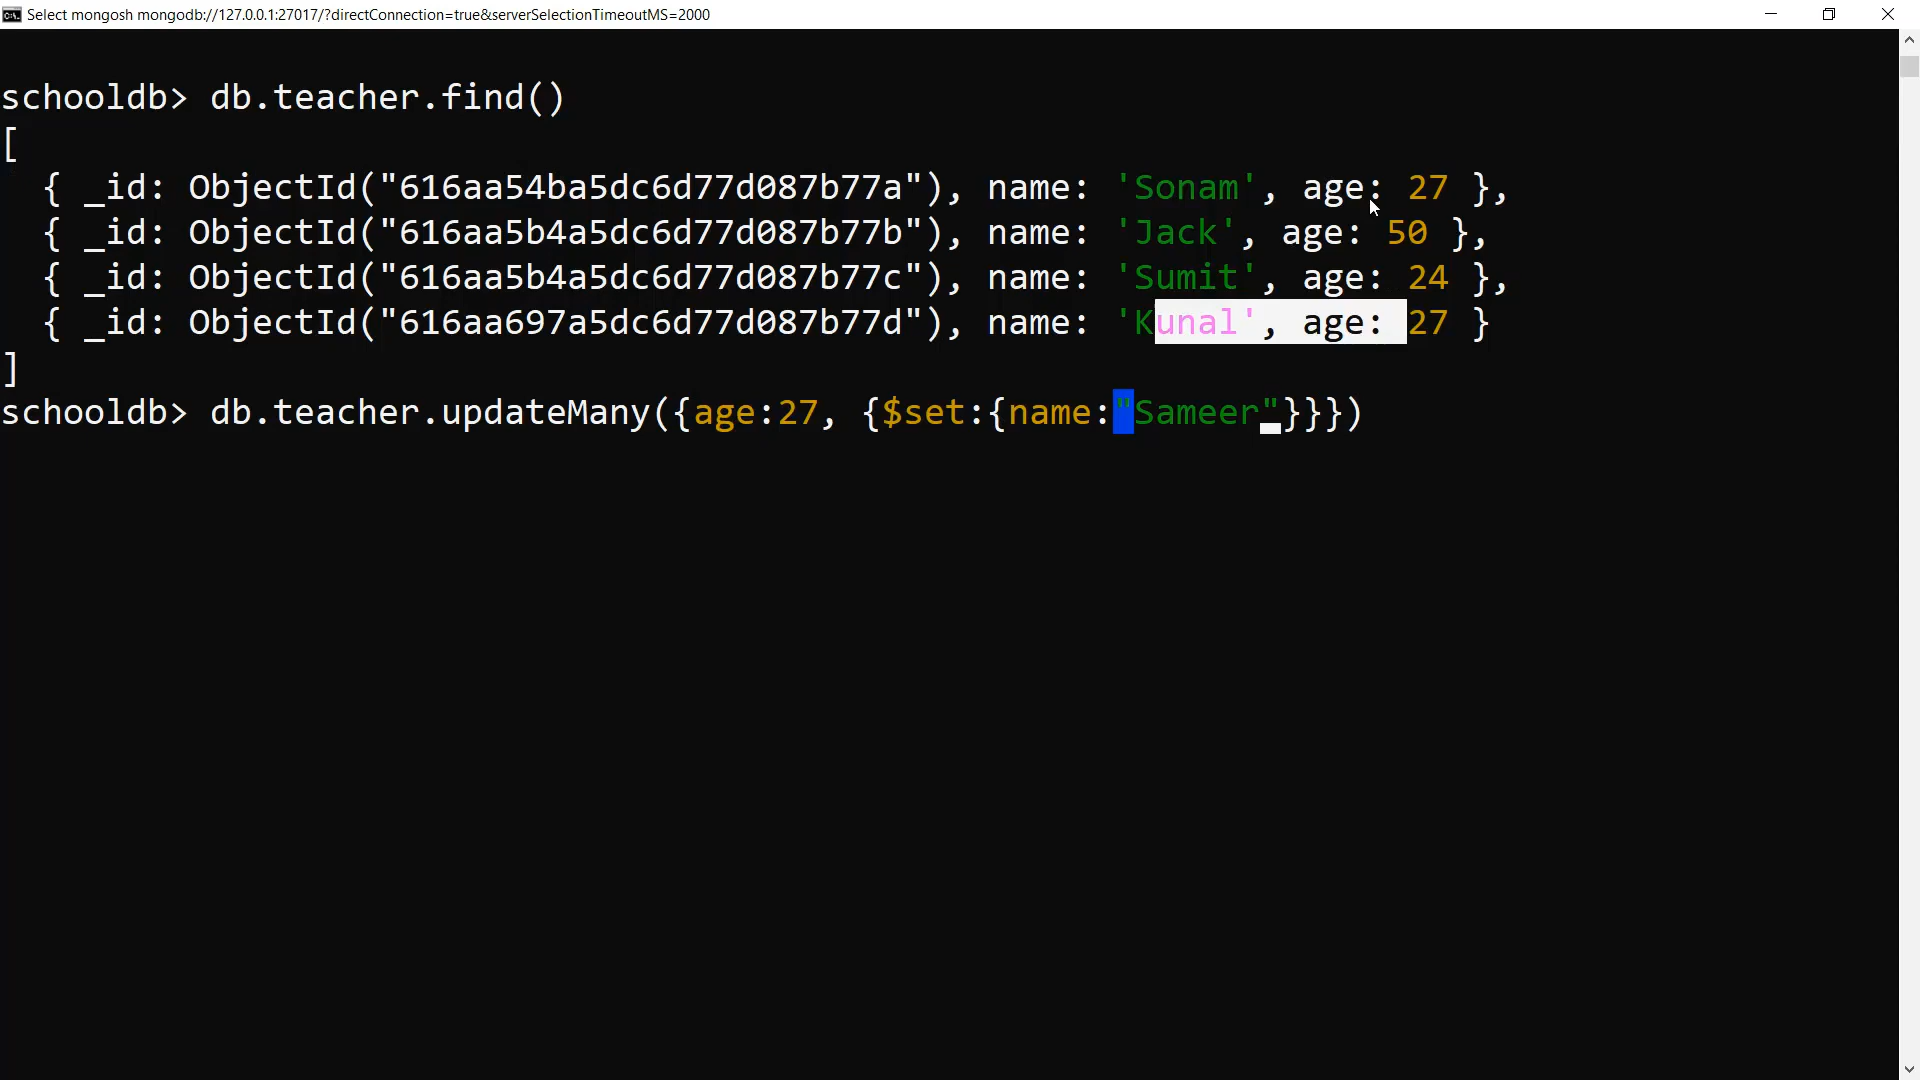 Select mongosh mongodb://127.0.0.1:27017/?directConnection=true&serverSelectionTimeoutMS=2000
schooldb> db.teacher.find()
[
  { _id: ObjectId("616aa54ba5dc6d77d087b77a"), name: 'Sonam', age: 27 },
  { _id: ObjectId("616aa5b4a5dc6d77d087b77b"), name: 'Jack', age: 50 },
  { _id: ObjectId("616aa5b4a5dc6d77d087b77c"), name: 'Sumit', age: 24 },
  { _id: ObjectId("616aa697a5dc6d77d087b77d"), name: 'Kunal', age: 27 }
]
schooldb> db.teacher.updateMany({age:27, {$set:{name:"Sameer"}}})